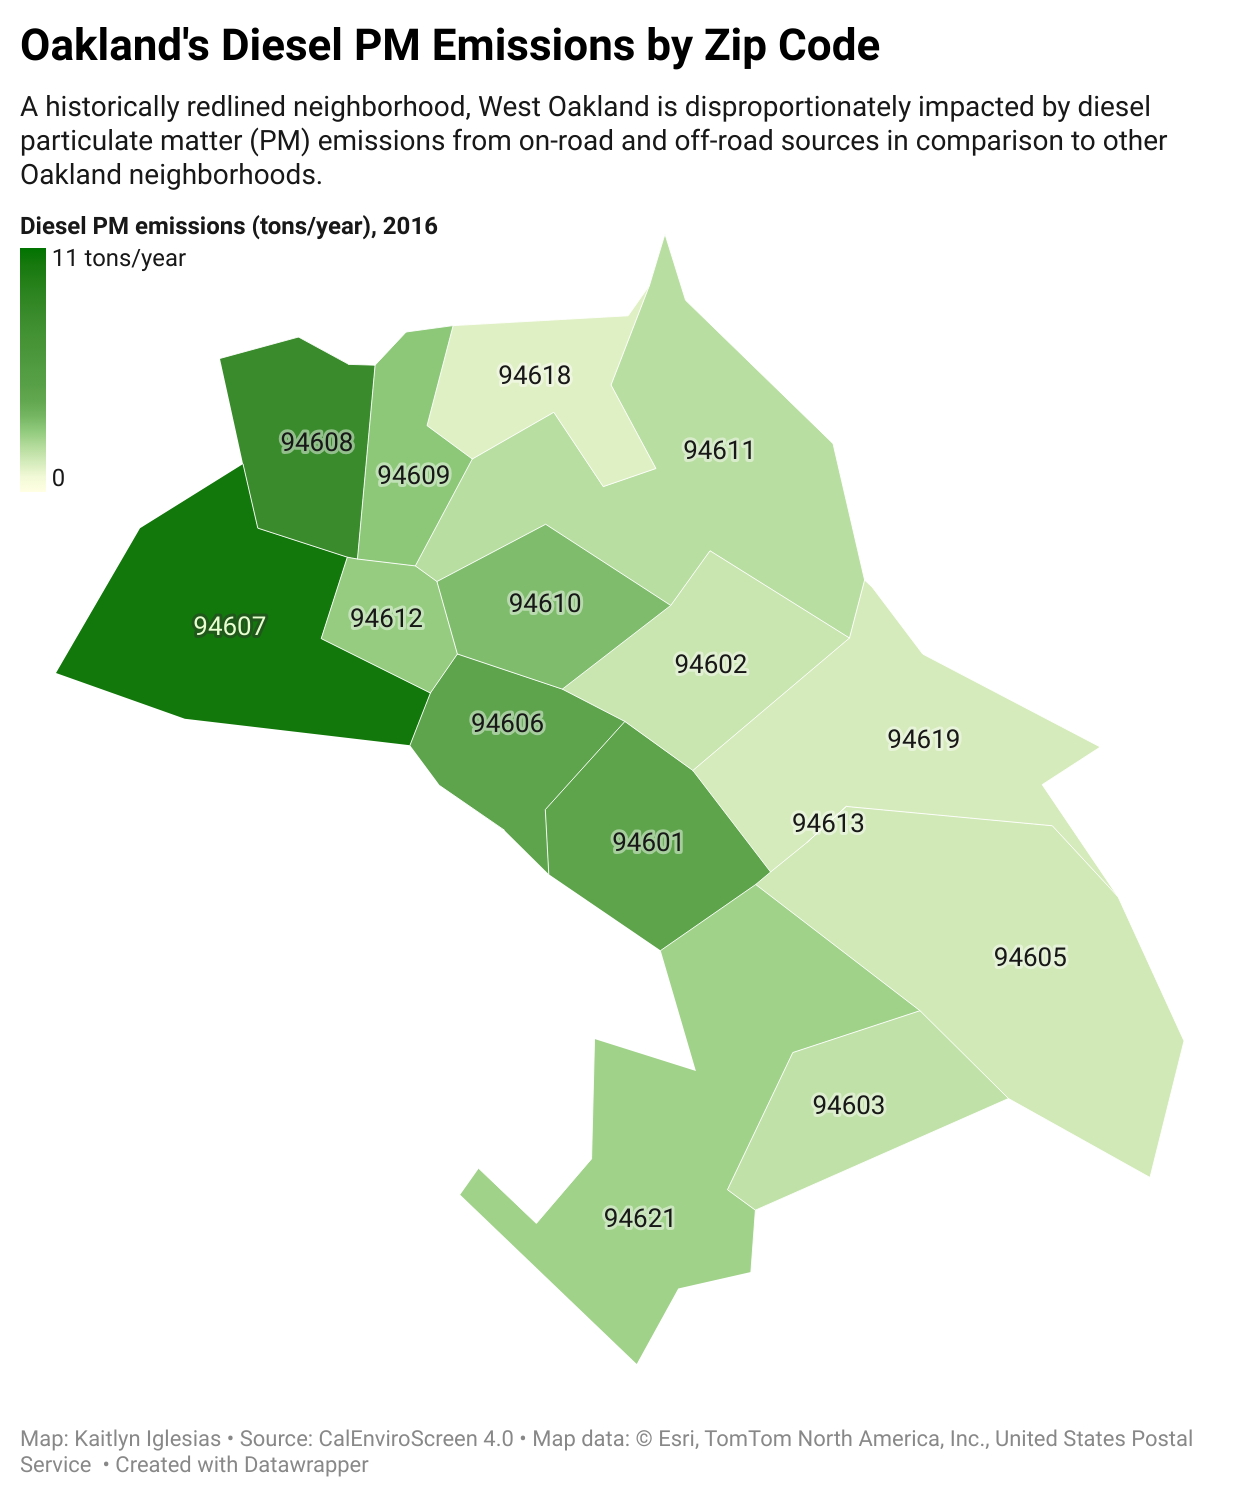 Oakland's Diesel PM Emissions by Zip Code
A historically redlined neighborhood, West Oakland is disproportionately impacted by diesel
particulate matter (PM) emissions from on-road and off-road sources in comparison to other
Oakland neighborhoods.
Diesel PM emissions (tons/year), 2016
11 tons/year
0
94618
94608
94611
94609
94610
94612
94607
94602
94606
94619
94613
94601
94605
94603
94621
Map: Kaitlyn Iglesias • Source: CalEnviroScreen 4.0 • Map data: © Esri, TomTom North America, Inc., United States Postal
Service • Created with Datawrapper